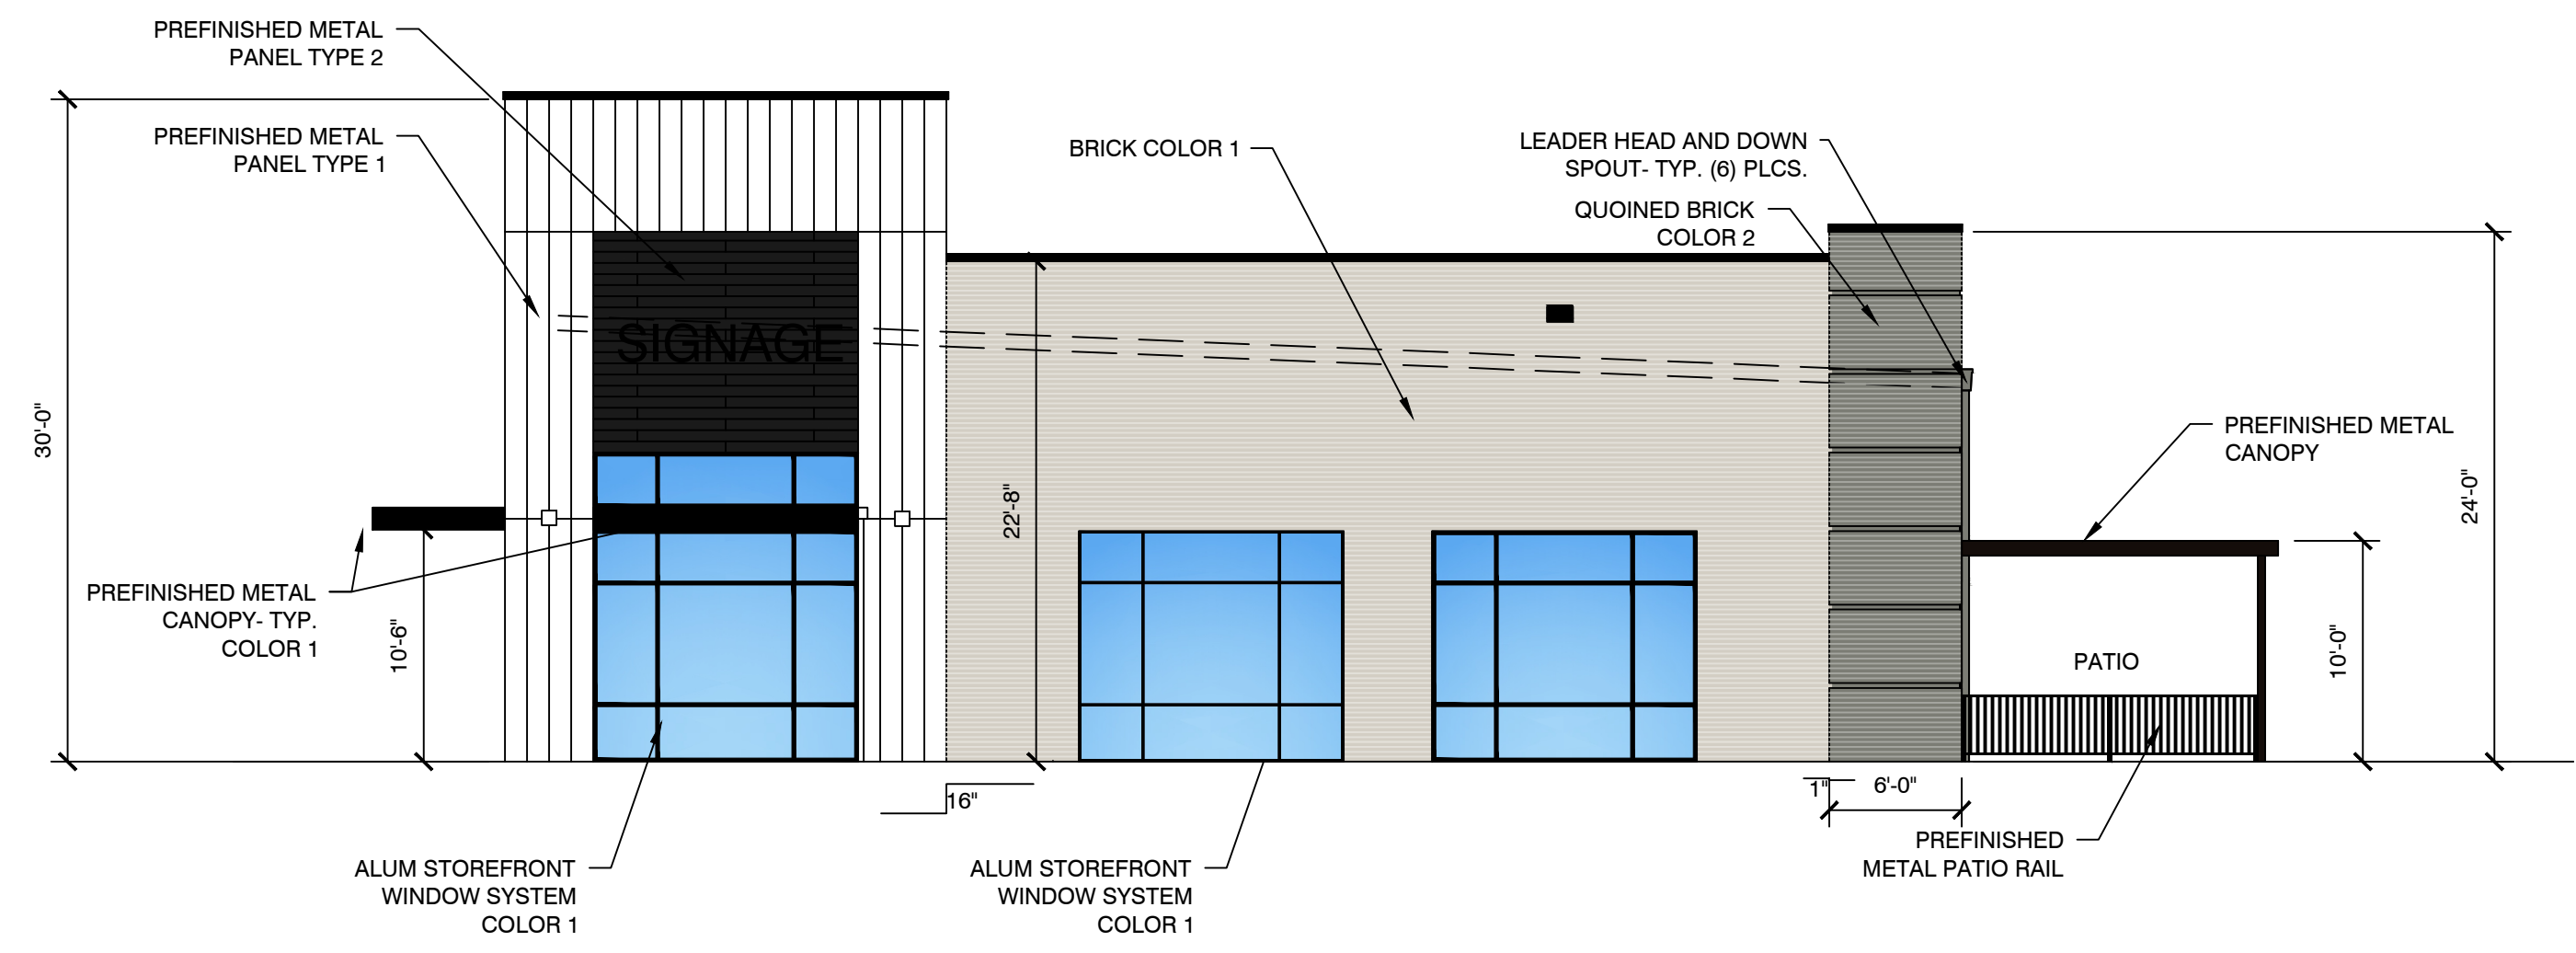 PREFINISHED METAL
PANEL TYPE 2
PREFINISHED METAL
PANEL TYPE 1
BRICK COLOR 1
LEADER HEAD AND DOWN
SPOUT- TYP. (6) PLCS.
QUOINED BRICK
COLOR 2
SIGNAGE
30'-0"
22'-8"
24'-0"
PREFINISHED METAL
CANOPY
PREFINISHED METAL
CANOPY- TYP.
COLOR 1
10'-6"
10'-0"
PATIO
16"
1"
6'-0"
PREFINISHED
METAL PATIO RAIL
ALUM STOREFRONT
WINDOW SYSTEM
COLOR 1
ALUM STOREFRONT
WINDOW SYSTEM
COLOR 1